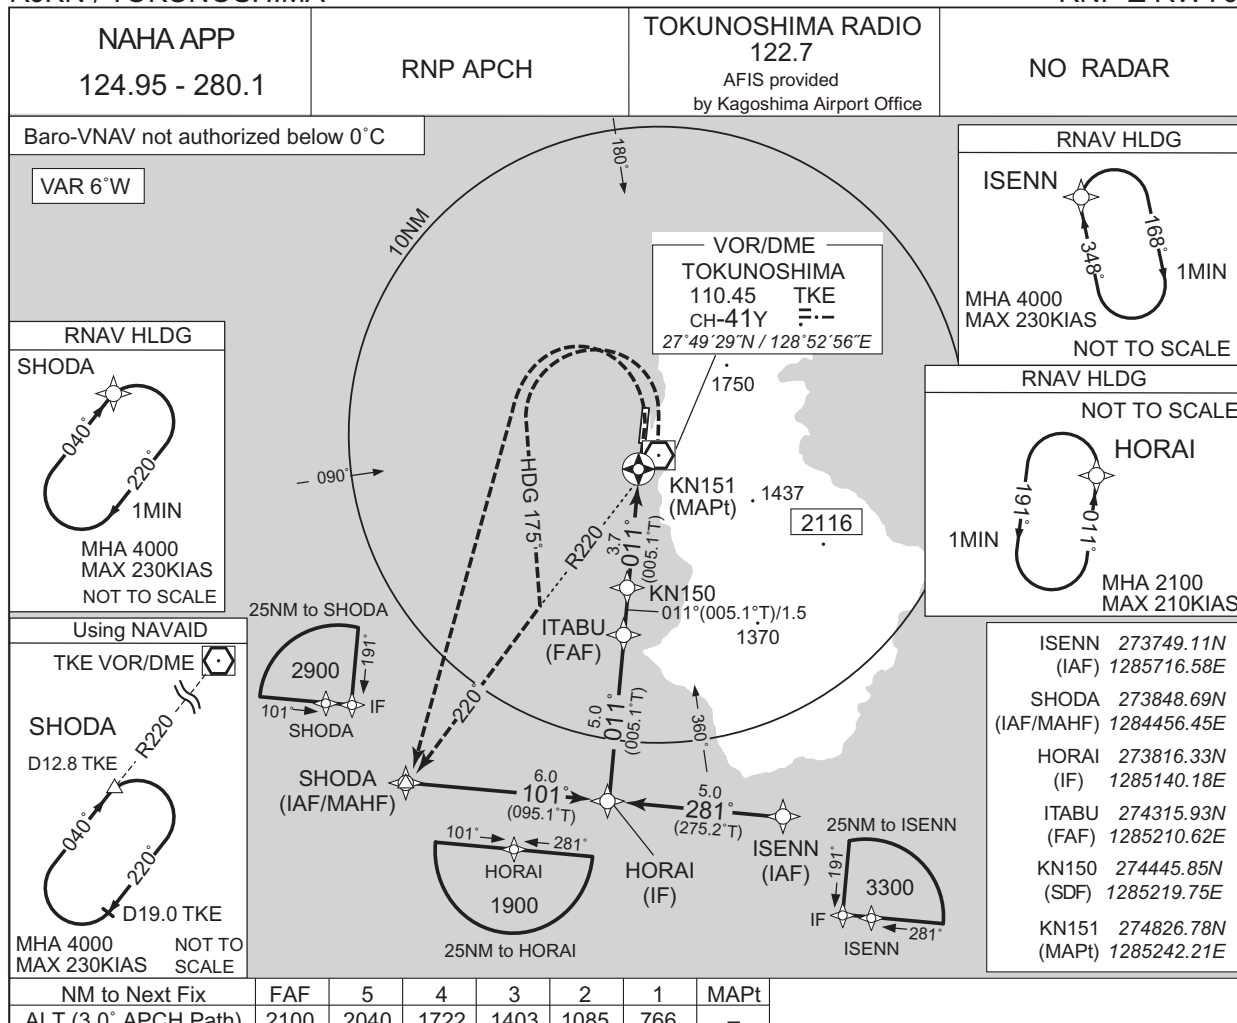 NAHA APP
124.95 - 280.1
RNP APCH
TOKUNOSHIMA RADIO
122.7
AFIS provided
by Kagoshima Airport Office
NO RADAR
Baro-VNAV not authorized below 0˚C
VAR 6˚W
180˚
10NM
090˚
VOR/DME
TOKUNOSHIMA
110.45 TKE
CH-41Y
27˚49´29˝N / 128˚52´56˝E
RNAV HLDG
ISENN
168˚
348˚
1MIN
MHA 4000
MAX 230KIAS
NOT TO SCALE
RNAV HLDG
SHODA
040˚
220˚
1MIN
MHA 4000
MAX 230KIAS
NOT TO SCALE
RNAV HLDG
NOT TO SCALE
HORAI
191˚
011˚
1MIN
MHA 2100
MAX 210KIAS
1750
KN151
(MAPt)
1437
2116
HDG 175˚
R220
3.7
011˚
(005.1˚T)
KN150
011°(005.1°T)/1.5
1370
ITABU
(FAF)
5.0
011˚
(005.1˚T)
220˚
360˚
25NM to SHODA
2900
191˚
101˚
IF
SHODA
Using NAVAID
TKE VOR/DME
R220
SHODA
D12.8 TKE
040˚
220˚
D19.0 TKE
MHA 4000
MAX 230KIAS
NOT TO
SCALE
SHODA
(IAF/MAHF)
6.0
101˚
(095.1˚T)
5.0
281˚
(275.2˚T)
ISENN
(IAF)
HORAI
(IF)
101˚
281˚
HORAI
1900
25NM to HORAI
25NM to ISENN
191˚
3300
IF
281˚
ISENN
ISENN 273749.11N
(IAF) 1285716.58E
SHODA 273848.69N
(IAF/MAHF) 1284456.45E
HORAI 273816.33N
(IF) 1285140.18E
ITABU 274315.93N
(FAF) 1285210.62E
KN150 274445.85N
(SDF) 1285219.75E
KN151 274826.78N
(MAPt) 1285242.21E
NM to Next Fix FAF 5 4 3 2 1 MAPt
ALT (3.0˚ APCH Path) 2100 2040 1722 1403 1085 766 –